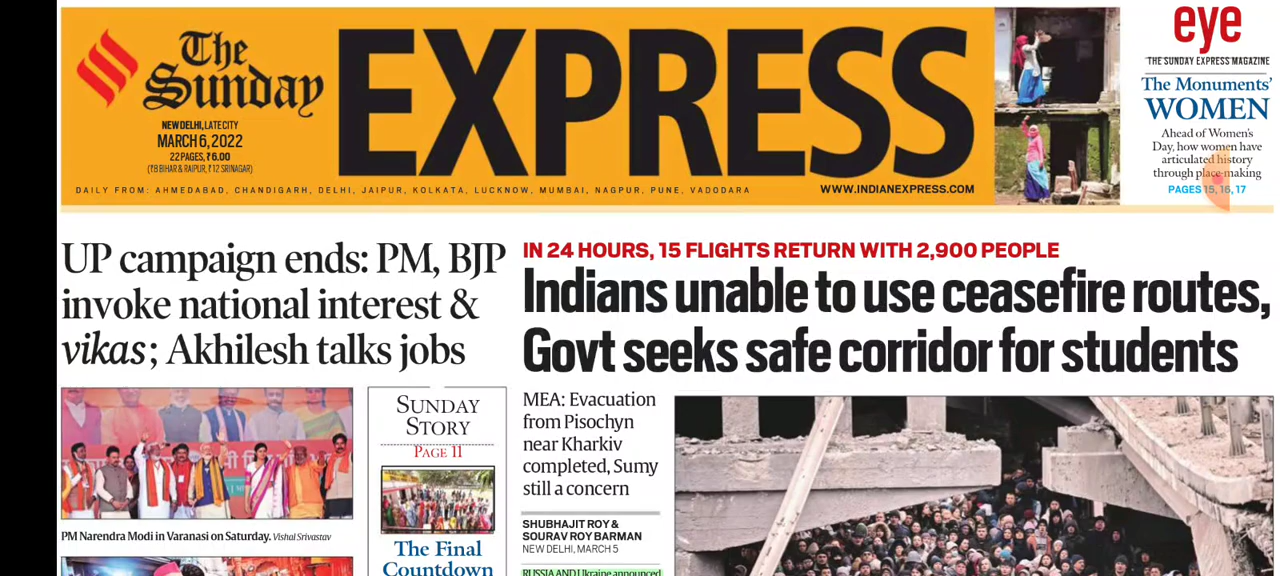 The
Sunday
EXPRESS
NEW DELHI, LATE CITY
MARCH 6, 2022
22 PAGES, ₹6.00
(₹8 BIHAR & RAIPUR, ₹12 SRINAGAR)
DAILY FROM: AHMEDABAD, CHANDIGARH, DELHI, JAIPUR, KOLKATA, LUCKNOW, MUMBAI, NAGPUR, PUNE, VADODARA
WWW.INDIANEXPRESS.COM
eye
THE SUNDAY EXPRESS MAGAZINE
The Monuments'
WOMEN
Ahead of Women's
Day, how women have
articulated history
through place-making
PAGES 15, 16, 17
UP campaign ends: PM, BJP
invoke national interest &
vikas; Akhilesh talks jobs
PM Narendra Modi in Varanasi on Saturday. Vishal Srivastav
SUNDAY
STORY
PAGE 11
The Final
Countdown
IN 24 HOURS, 15 FLIGHTS RETURN WITH 2,900 PEOPLE
Indians unable to use ceasefire routes,
Govt seeks safe corridor for students
MEA: Evacuation
from Pisochyn
near Kharkiv
completed, Sumy
still a concern
SHUBHAJIT ROY &
SOURAV ROY BARMAN
NEW DELHI, MARCH 5
RUSSIA AND Ukraine announced